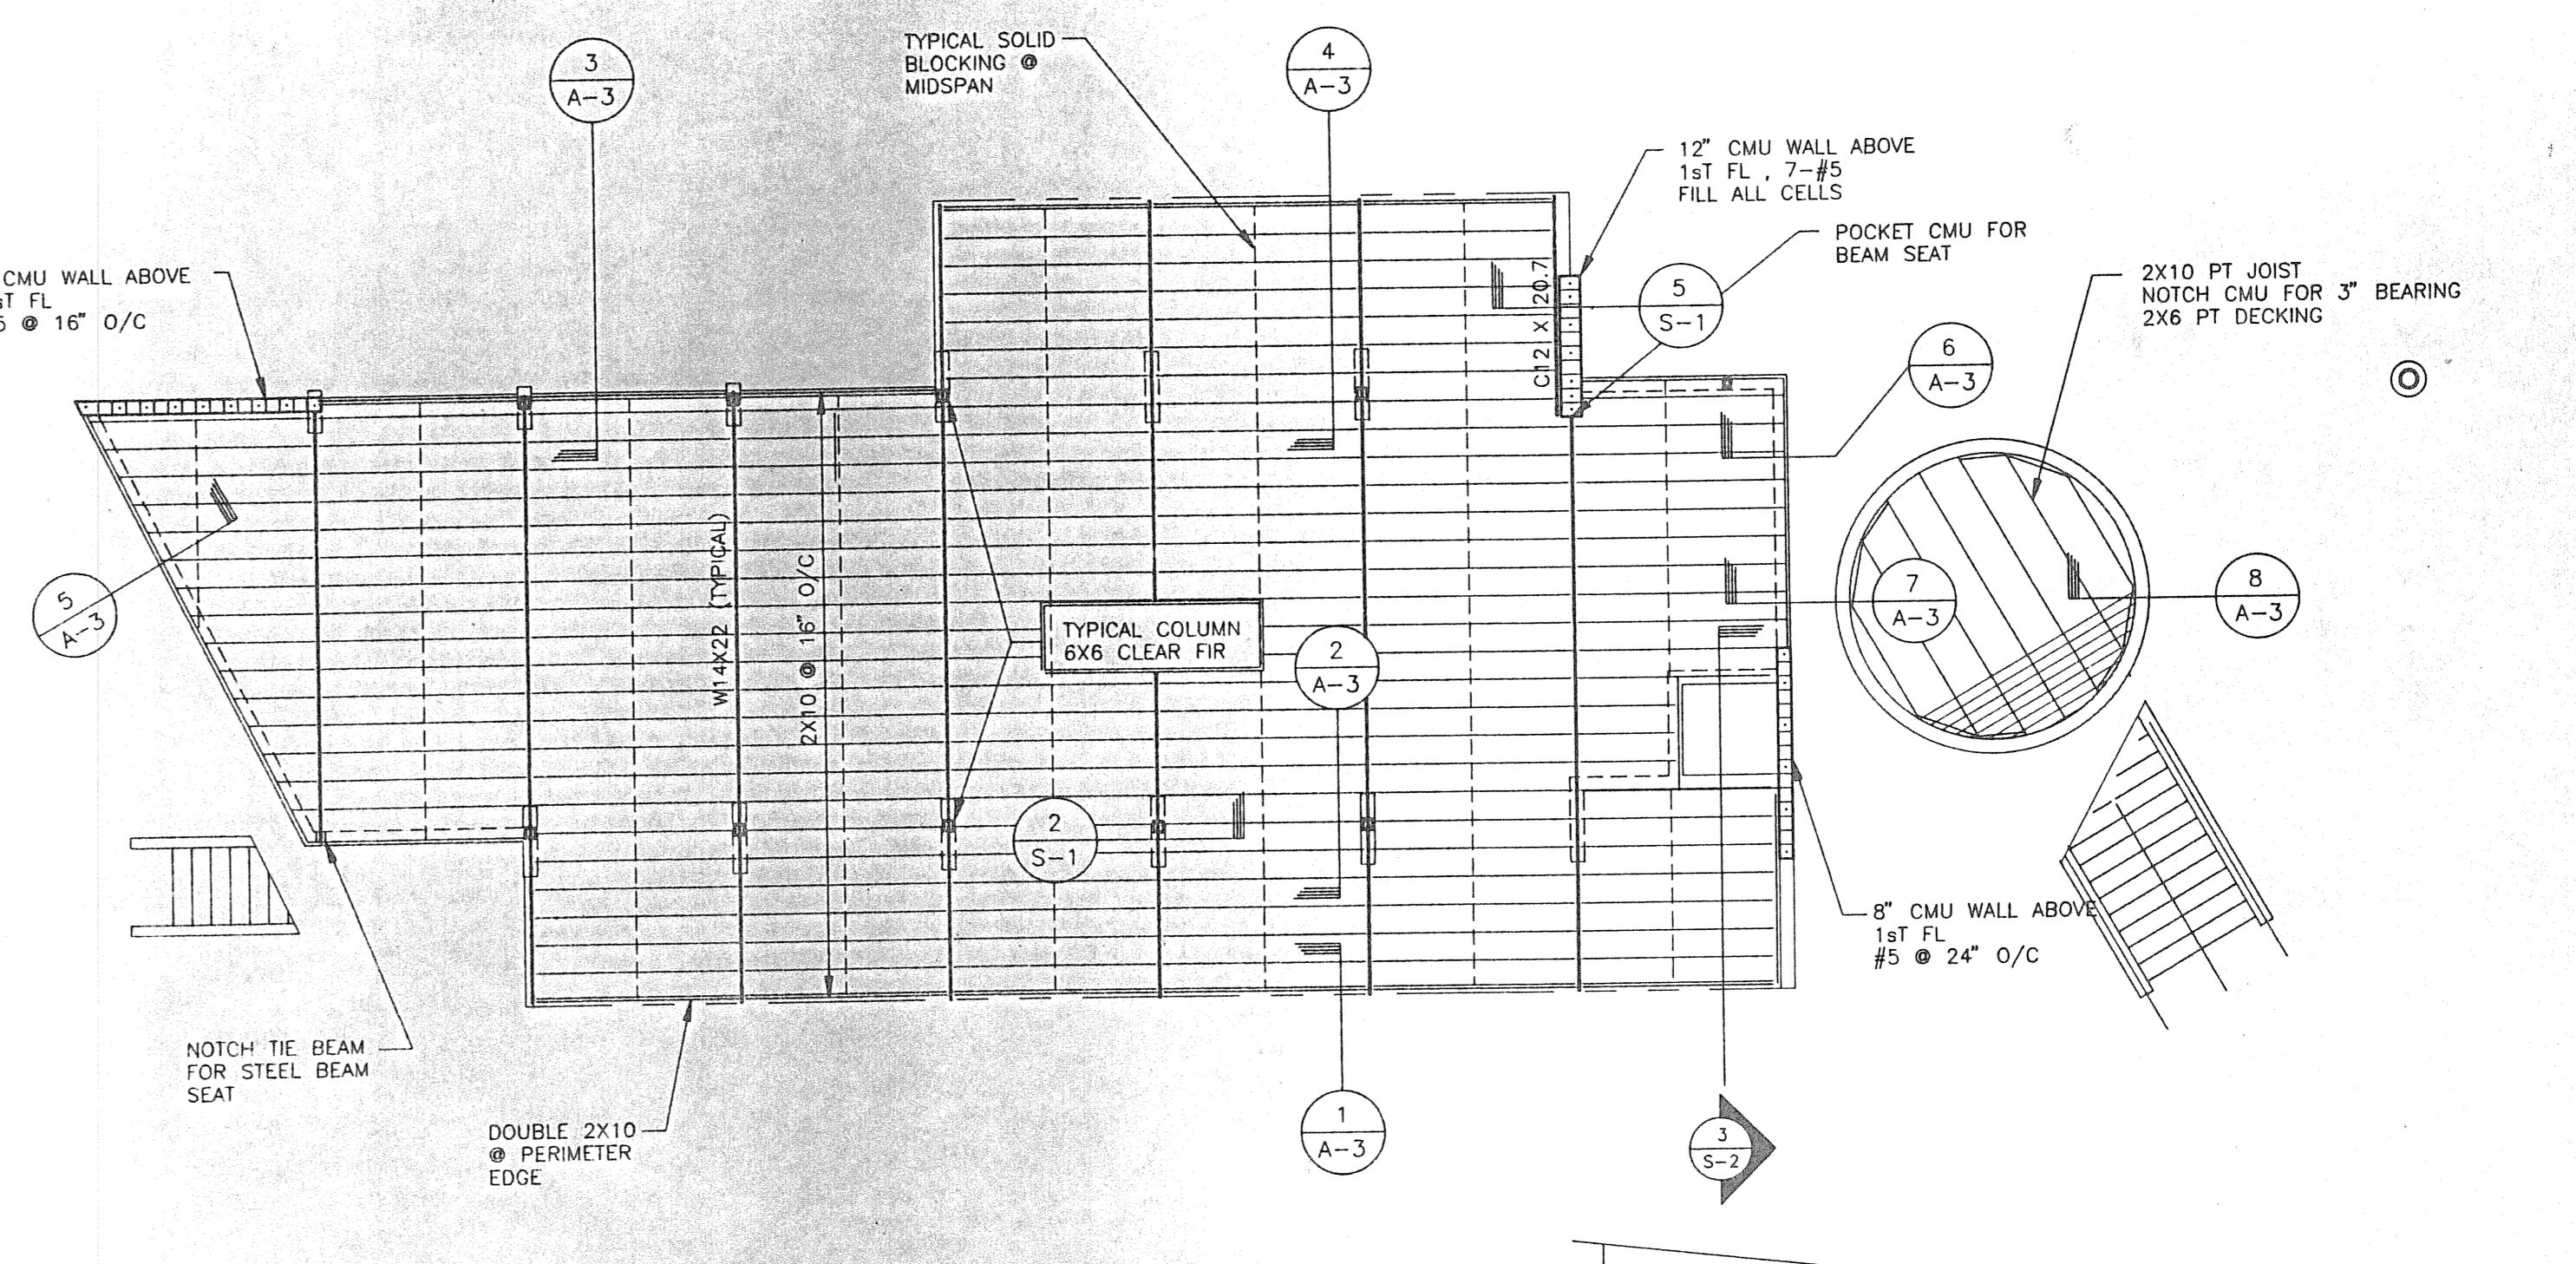 3
A-3
TYPICAL SOLID
BLOCKING @
MIDSPAN
4
A-3
12" CMU WALL ABOVE
1sT FL , 7-#5
FILL ALL CELLS
POCKET CMU FOR
BEAM SEAT
5
S-1
2X10 PT JOIST
NOTCH CMU FOR 3" BEARING
2X6 PT DECKING
6
A-3
CMU WALL ABOVE
sT FL
@ 16" O/C
C12 X 20.7
5
A-3
W14X22 (TYPICAL)
2X10 @ 16" O/C
TYPICAL COLUMN
6X6 CLEAR FIR
2
A-3
7
A-3
8
A-3
2
S-1
8" CMU WALL ABOVE
1sT FL
#5 @ 24" O/C
NOTCH TIE BEAM
FOR STEEL BEAM
SEAT
DOUBLE 2X10
@ PERIMETER
EDGE
1
A-3
3
S-2